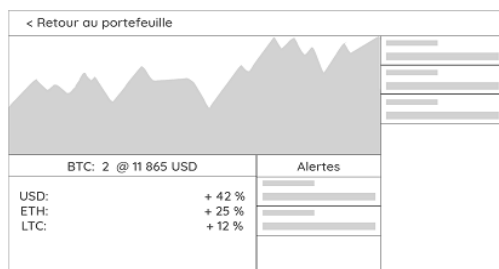 < Retour au portefeuille
BTC: 2 @ 11 865 USD
Alertes
USD: + 42 %
ETH: + 25 %
LTC: + 12 %